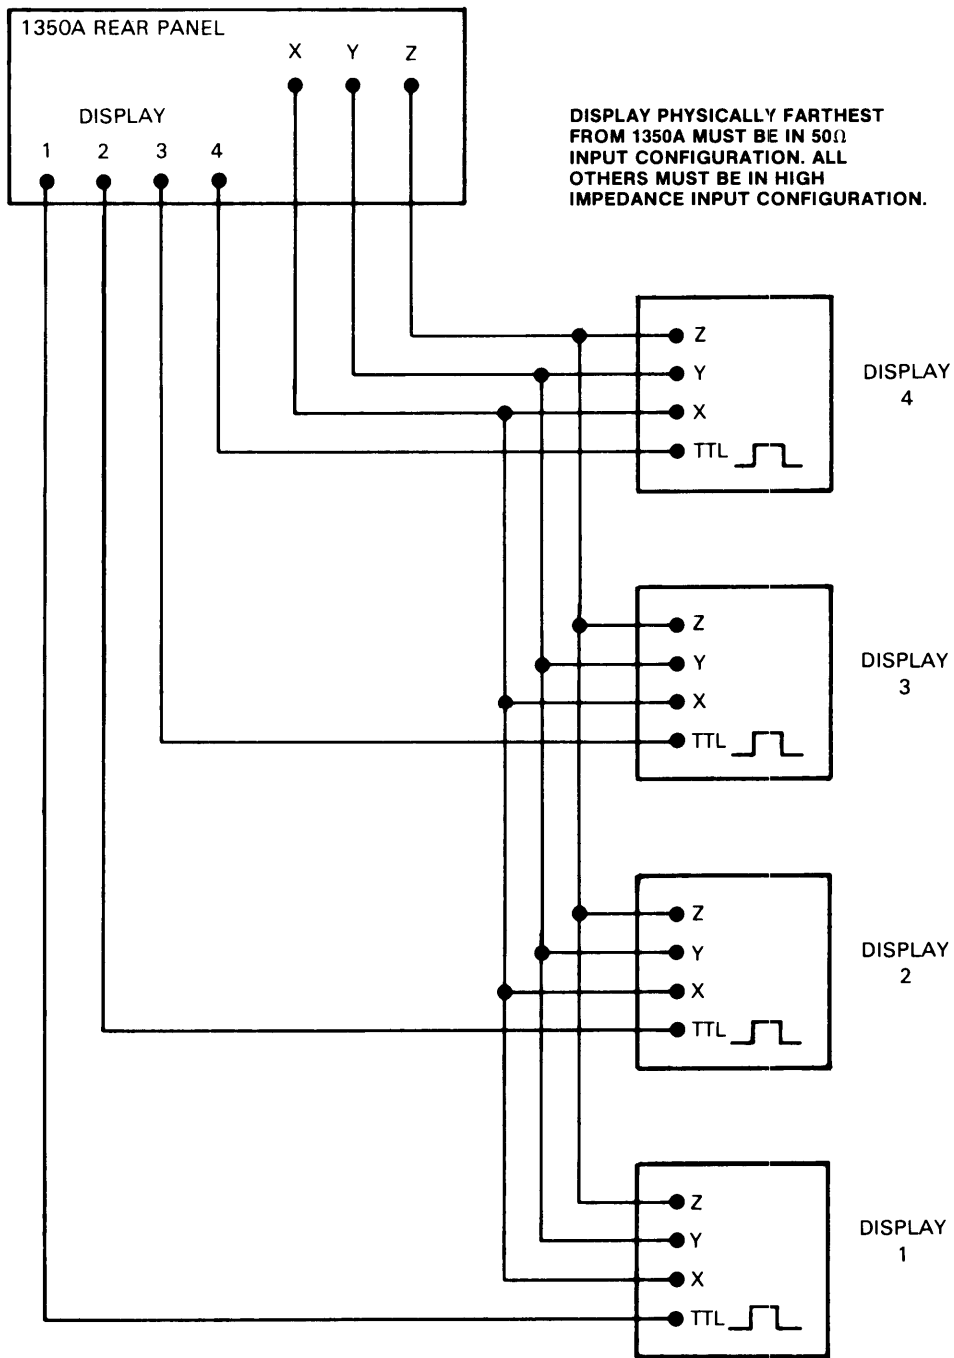 1350A REAR PANEL
X Y Z
DISPLAY
1 2 3 4
DISPLAY PHYSICALLY FARTHEST
FROM 1350A MUST BE IN 50Ω
INPUT CONFIGURATION. ALL
OTHERS MUST BE IN HIGH
IMPEDANCE INPUT CONFIGURATION.
Z
Y
X
TTL
DISPLAY
4
Z
Y
X
TTL
DISPLAY
3
Z
Y
X
TTL
DISPLAY
2
Z
Y
X
TTL
DISPLAY
1